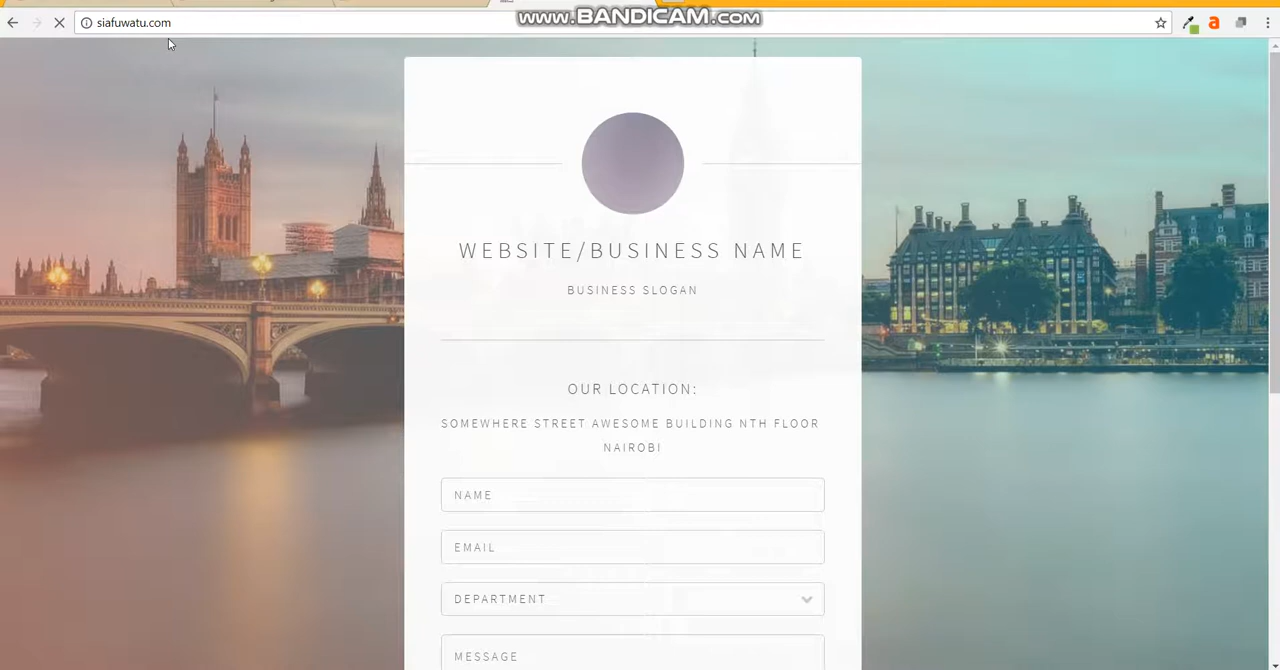 www.BANDICAM.com
siafuwatu.com
WEBSITE/BUSINESS NAME
BUSINESS SLOGAN
OUR LOCATION:
SOMEWHERE STREET AWESOME BUILDING NTH FLOOR
NAIROBI
NAME
EMAIL
DEPARTMENT
MESSAGE